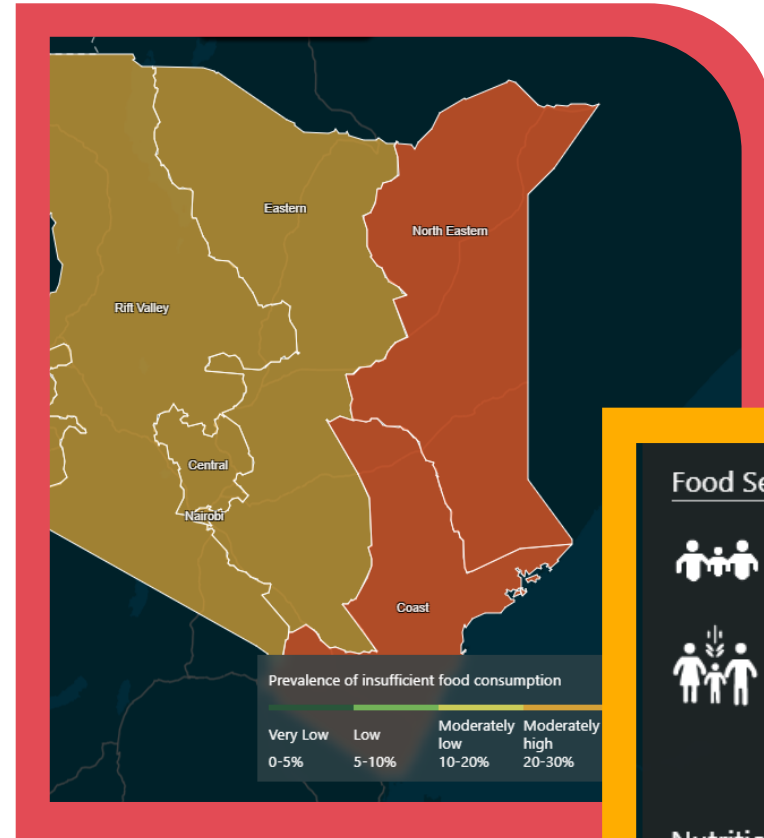 Eastern
North Eastern
Rift Valley
Central
Nairobi
Coast
Prevalence of insufficient food consumption
Very Low
0-5%
Low
5-10%
Moderately
low
10-20%
Moderately
high
20-30%
Food Se
Nutritio